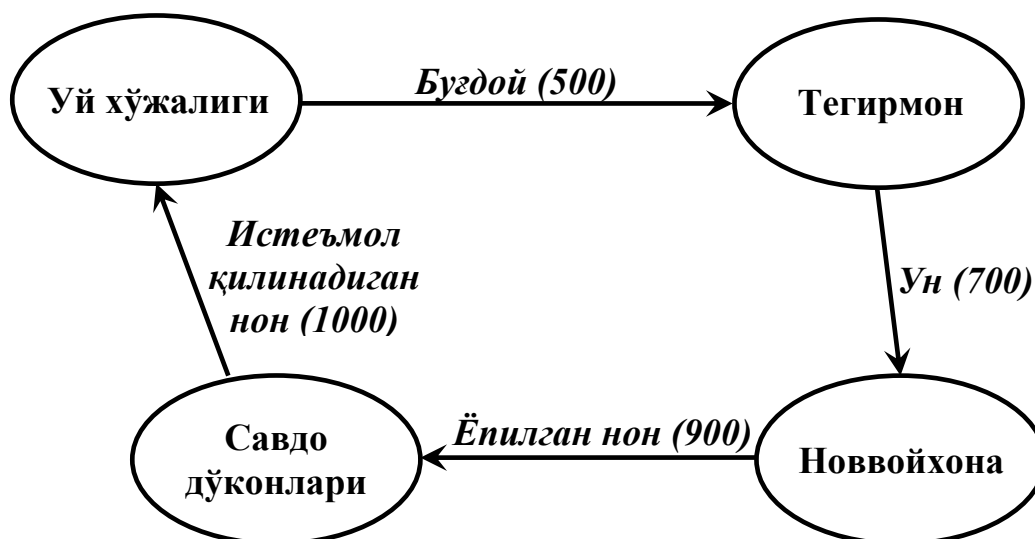 Уй хўжалиги
Буғдой (500)
Тегирмон
Истеъмол
қилинадиган
нон (1000)
Ун (700)
Савдо
дўконлари
Ёпилган нон (900)
Новвойхона